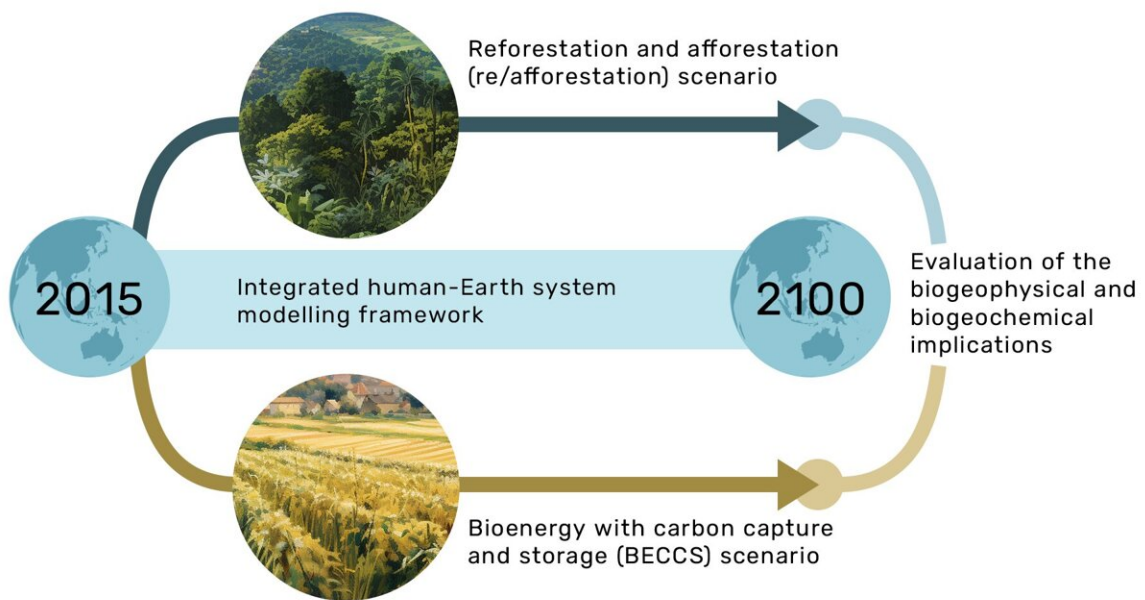 Reforestation and afforestation
(re/afforestation) scenario
2015
Integrated human-Earth system
modelling framework
2100
Evaluation of the
biogeophysical and
biogeochemical
implications
Bioenergy with carbon capture
and storage (BECCS) scenario